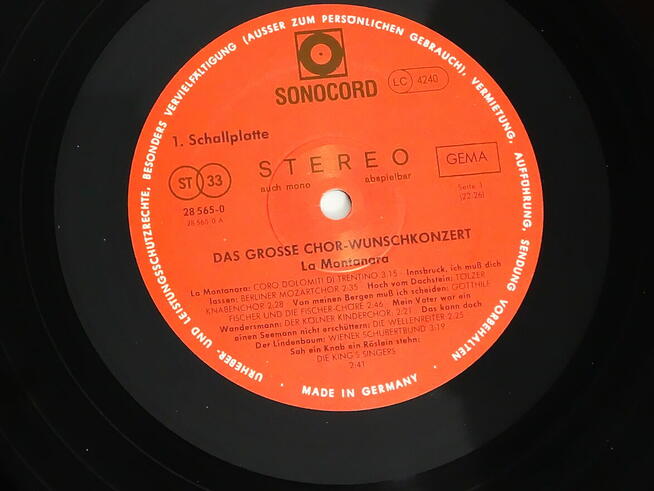 URHEBER- UND LEISTUNGSSCHUTZRECHTE, BESONDERS VERVIELFÄLTIGUNG (AUSSER ZUM PERSÖNLICHEN GEBRAUCH), VERMIETUNG, AUFFÜHRUNG, SENDUNG VORBEHALTEN
SONOCORD
LC 4240
1. Schallplatte
STEREO
auch mono abspielbar
ST 33
GEMA
28 565-0
28 565-0 A
Seite 1
(22:26)
DAS GROSSE CHOR-WUNSCHKONZERT
La Montanara
La Montanara: CORO DOLOMITI DI TRENTINO 3:15 · Innsbruck, ich muß dich
lassen: BERLINER MOZARTCHOR 2:35 · Hoch vom Dachstein: TÖLZER
KNABENCHOR 2:28 · Von meinen Bergen muß ich scheiden: GOTTHILF
FISCHER UND DIE FISCHER-CHÖRE 2:46 · Mein Vater war ein
Wandersmann: DER KÖLNER KINDERCHOR, 2:21 · Das kann doch
einen Seemann nicht erschüttern: DIE WELLENREITER 2:25
Der Lindenbaum: WIENER SCHUBERTBUND 3:19
Sah ein Knab ein Röslein stehn:
DIE KING'S SINGERS
2:41
· MADE IN GERMANY ·